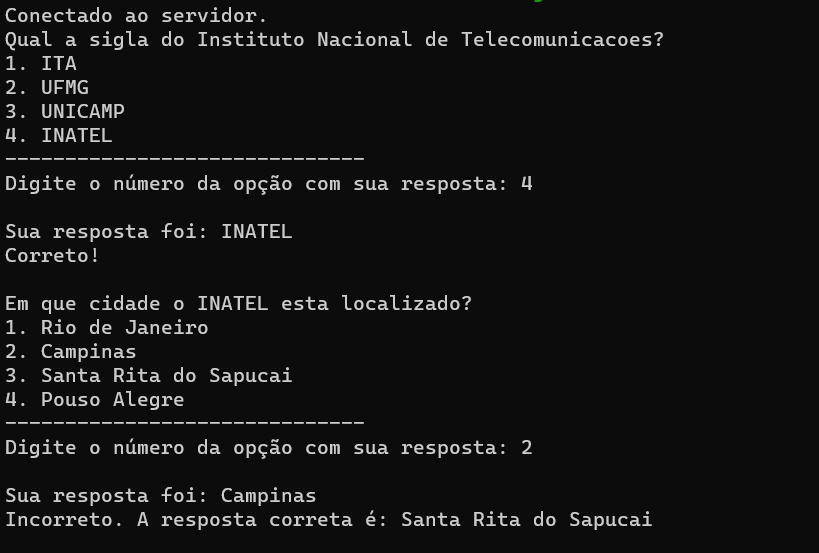 Conectado ao servidor.
Qual a sigla do Instituto Nacional de Telecomunicacoes?
1. ITA
2. UFMG
3. UNICAMP
4. INATEL
------------------------------
Digite o número da opção com sua resposta: 4
Sua resposta foi: INATEL
Correto!
Em que cidade o INATEL esta localizado?
1. Rio de Janeiro
2. Campinas
3. Santa Rita do Sapucai
4. Pouso Alegre
------------------------------
Digite o número da opção com sua resposta: 2
Sua resposta foi: Campinas
Incorreto. A resposta correta é: Santa Rita do Sapucai